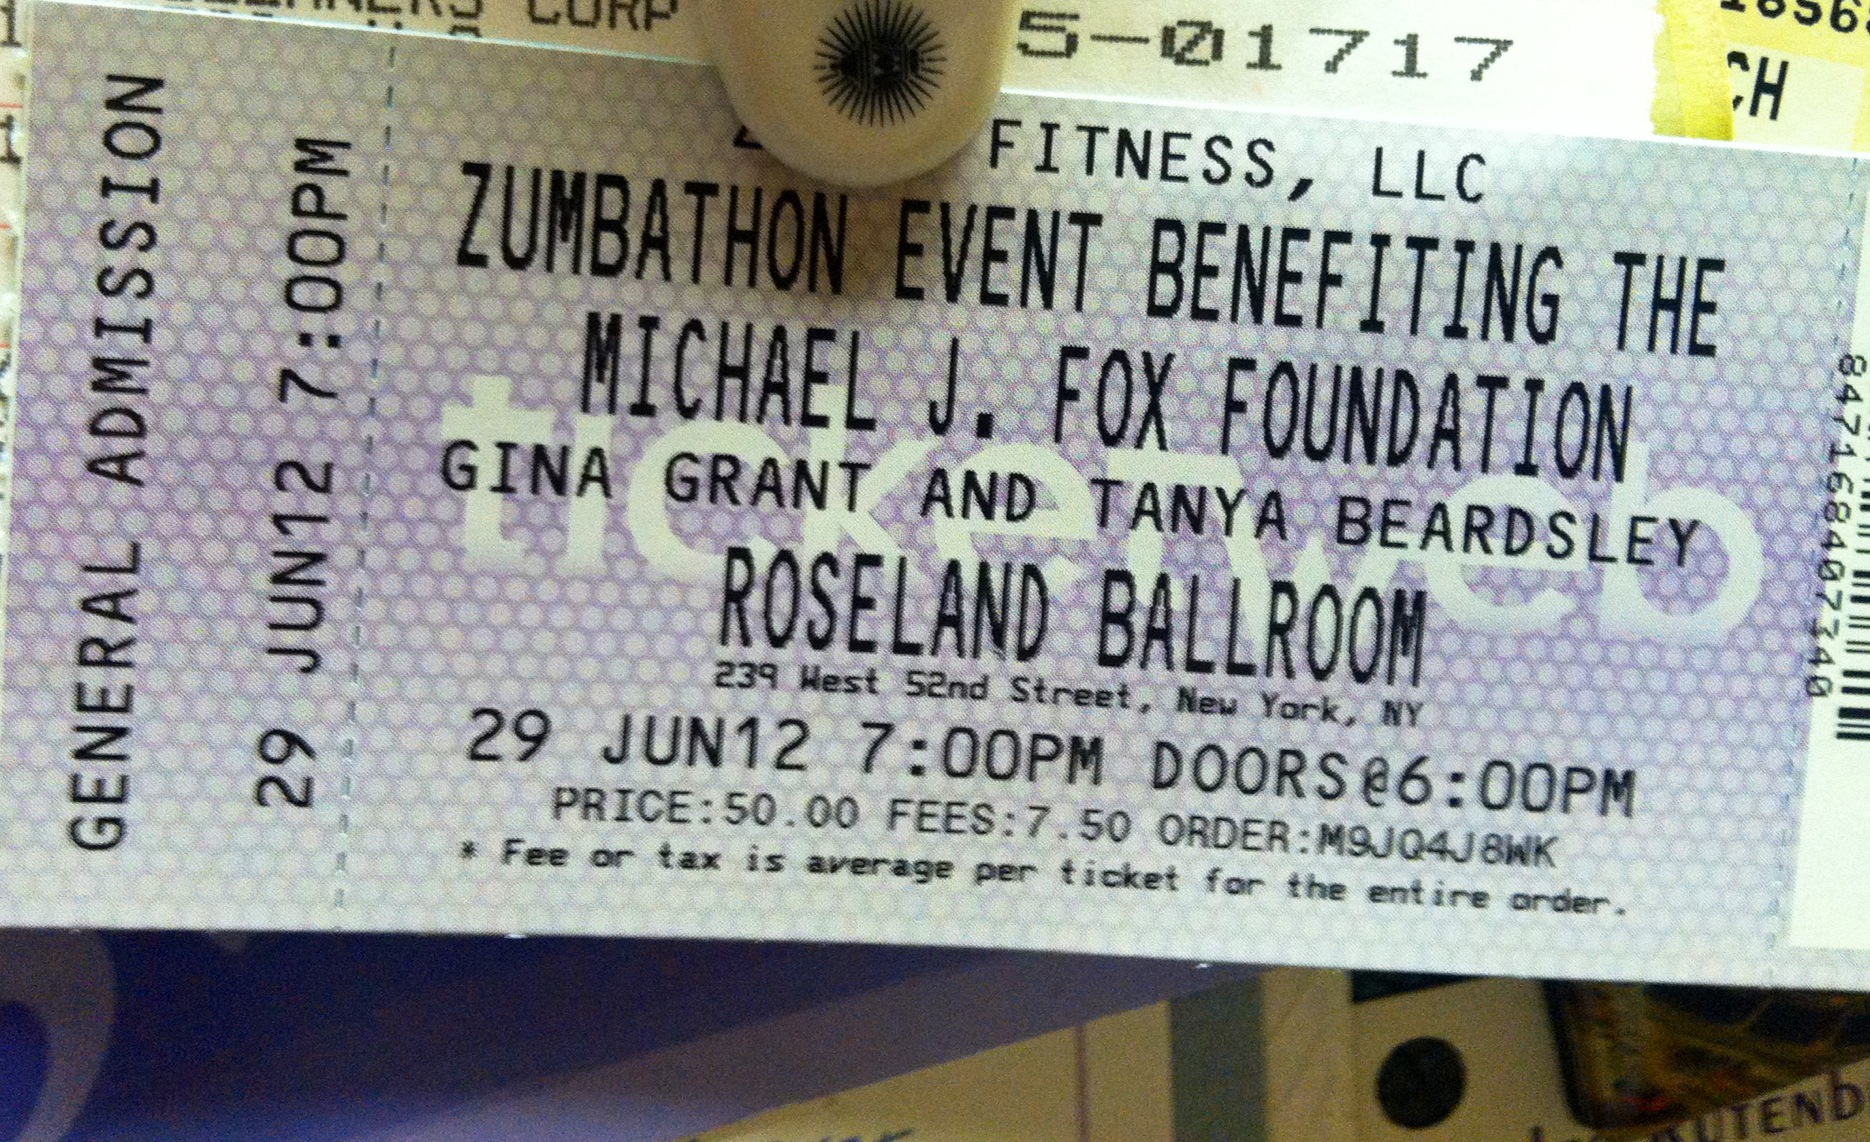 CORP
5-01717
CH
GENERAL ADMISSION
29 JUN12 7:00PM
FITNESS, LLC
ZUMBATHON EVENT BENEFITING THE
MICHAEL J. FOX FOUNDATION
ticketweb
GINA GRANT AND TANYA BEARDSLEY
ROSELAND BALLROOM
239 West 52nd Street, New York, NY
29 JUN12 7:00PM DOORS@6:00PM
PRICE:50.00 FEES:7.50 ORDER:M9JQ4J8WK
* Fee or tax is average per ticket for the entire order.
847168407340